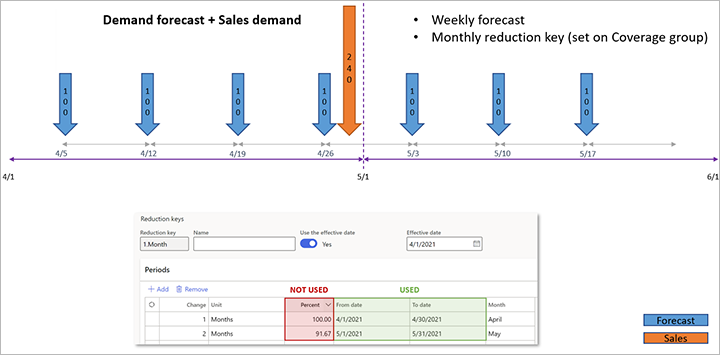 Demand forecast + Sales demand
• Weekly forecast
• Monthly reduction key (set on Coverage group)
100
100
100
100
240
100
100
100
4/5
4/12
4/19
4/26
5/3
5/10
5/17
4/1
5/1
6/1
Reduction keys
Reduction key
Name
Use the effective date
Effective date
1.Month
Yes
4/1/2021
Periods
+ Add
Remove
NOT USED
USED
Change
Unit
Percent
From date
To date
Month
1 Months 100.00 4/1/2021 4/30/2021 April
2 Months 91.67 5/1/2021 5/31/2021 May
Forecast
Sales